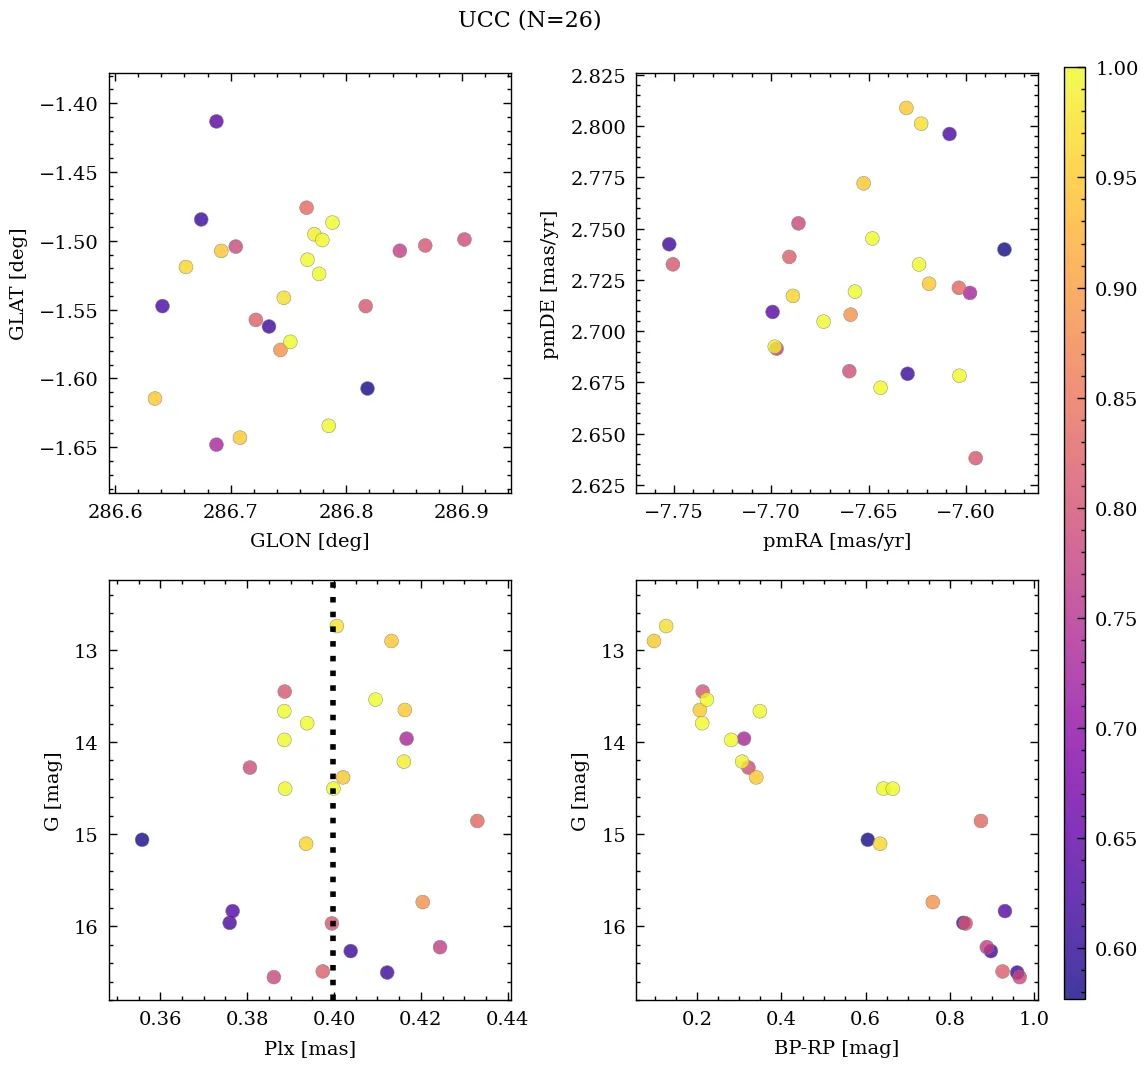 UCC (N=26)
−1.40
−1.45
−1.50
−1.55
−1.60
−1.65
GLAT [deg]
286.6 286.7 286.8 286.9
GLON [deg]
2.825
2.800
2.775
2.750
2.725
2.700
2.675
2.650
2.625
pmDE [mas/yr]
−7.75 −7.70 −7.65 −7.60
pmRA [mas/yr]
13
14
15
16
G [mag]
0.36 0.38 0.40 0.42 0.44
Plx [mas]
13
14
15
16
G [mag]
0.2 0.4 0.6 0.8 1.0
BP-RP [mag]
1.00
0.95
0.90
0.85
0.80
0.75
0.70
0.65
0.60